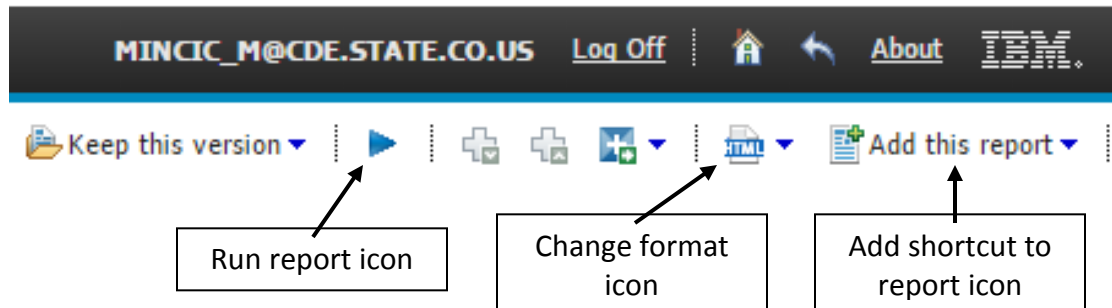 MINCIC_M@CDE.STATE.CO.US Log Off About IBM.
Keep this version HTML Add this report
Run report icon
Change format
icon
Add shortcut to
report icon